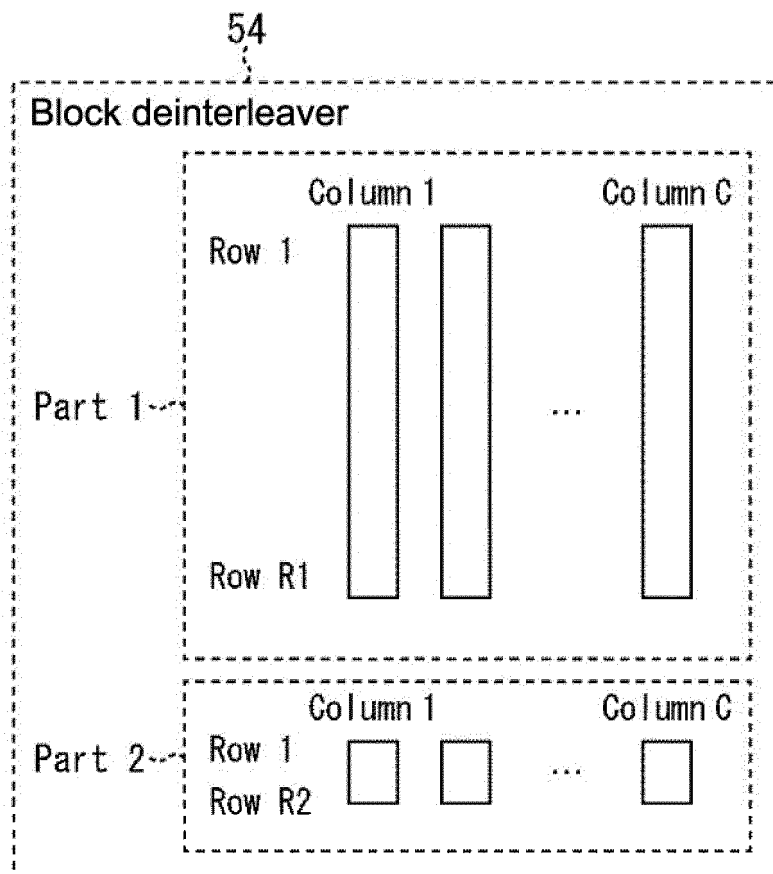 54
Block deinterleaver
Column 1 Column C
Row 1
Part 1
...
Row R1
Column 1 Column C
Part 2
Row 1
...
Row R2